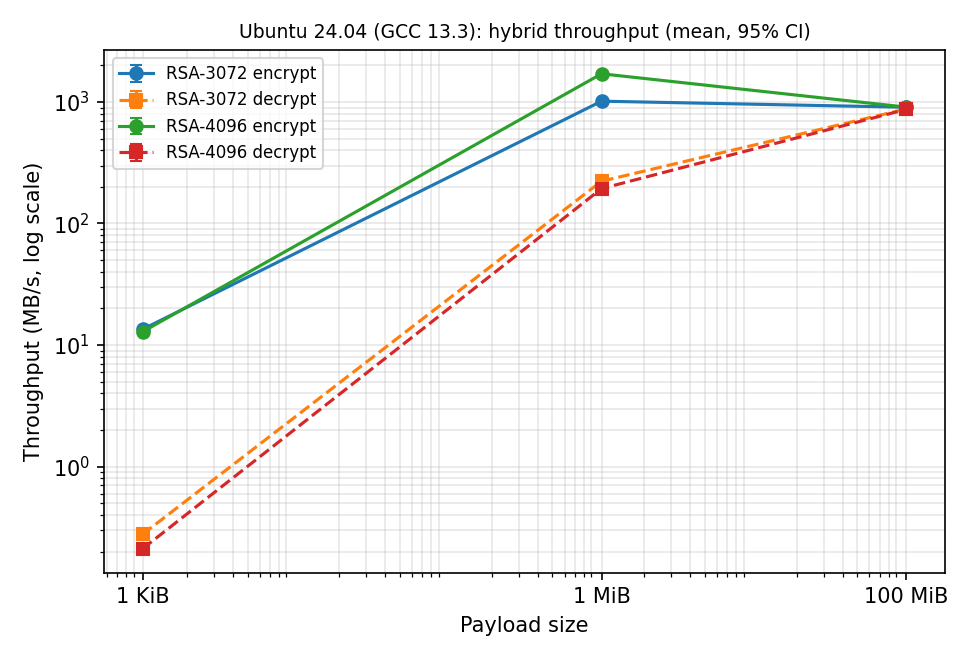 Ubuntu 24.04 (GCC 13.3): hybrid throughput (mean, 95% CI)
RSA-3072 encrypt
RSA-3072 decrypt
RSA-4096 encrypt
RSA-4096 decrypt
Throughput (MB/s, log scale)
10³
10²
10¹
10⁰
1 KiB 1 MiB 100 MiB
Payload size